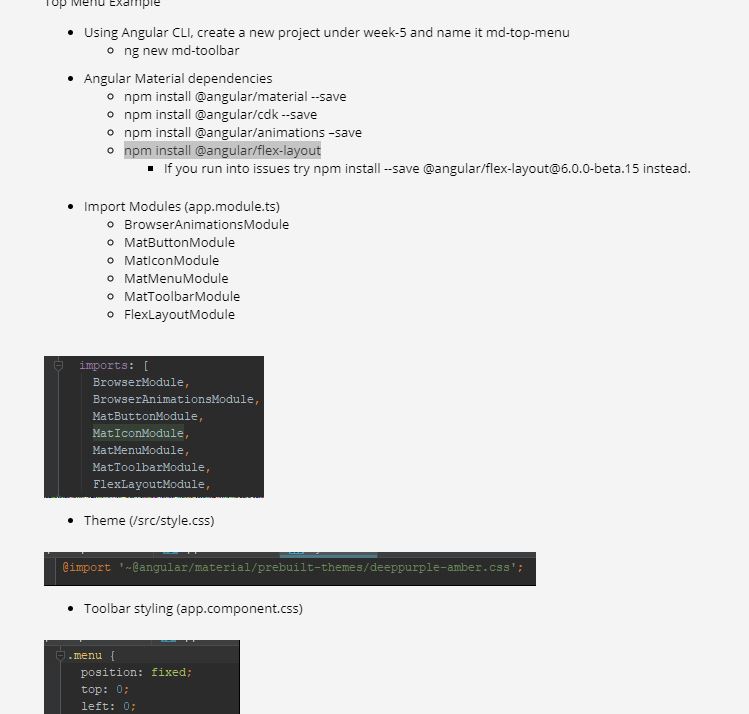 Top Menu Example
Using Angular CLI, create a new project under week-5 and name it md-top-menu
ng new md-toolbar
Angular Material dependencies
npm install @angular/material --save
npm install @angular/cdk --save
npm install @angular/animations –save
npm install @angular/flex-layout
If you run into issues try npm install --save @angular/flex-layout@6.0.0-beta.15 instead.
Import Modules (app.module.ts)
BrowserAnimationsModule
MatButtonModule
MatIconModule
MatMenuModule
MatToolbarModule
FlexLayoutModule
imports: [
BrowserModule,
BrowserAnimationsModule,
MatButtonModule,
MatIconModule,
MatMenuModule,
MatToolbarModule,
FlexLayoutModule,
Theme (/src/style.css)
@import '~@angular/material/prebuilt-themes/deeppurple-amber.css';
Toolbar styling (app.component.css)
.menu {
position: fixed;
top: 0;
left: 0;